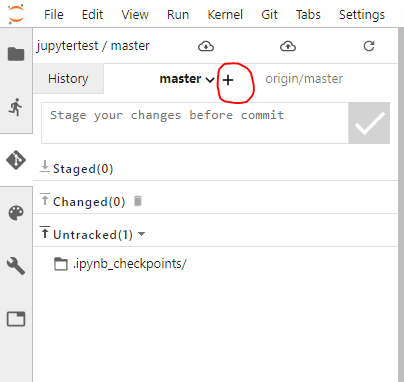 File Edit View Run Kernel Git Tabs Settings
jupytertest / master
History master + origin/master
Stage your changes before commit
Staged(0)
Changed(0)
Untracked(1)
.ipynb_checkpoints/